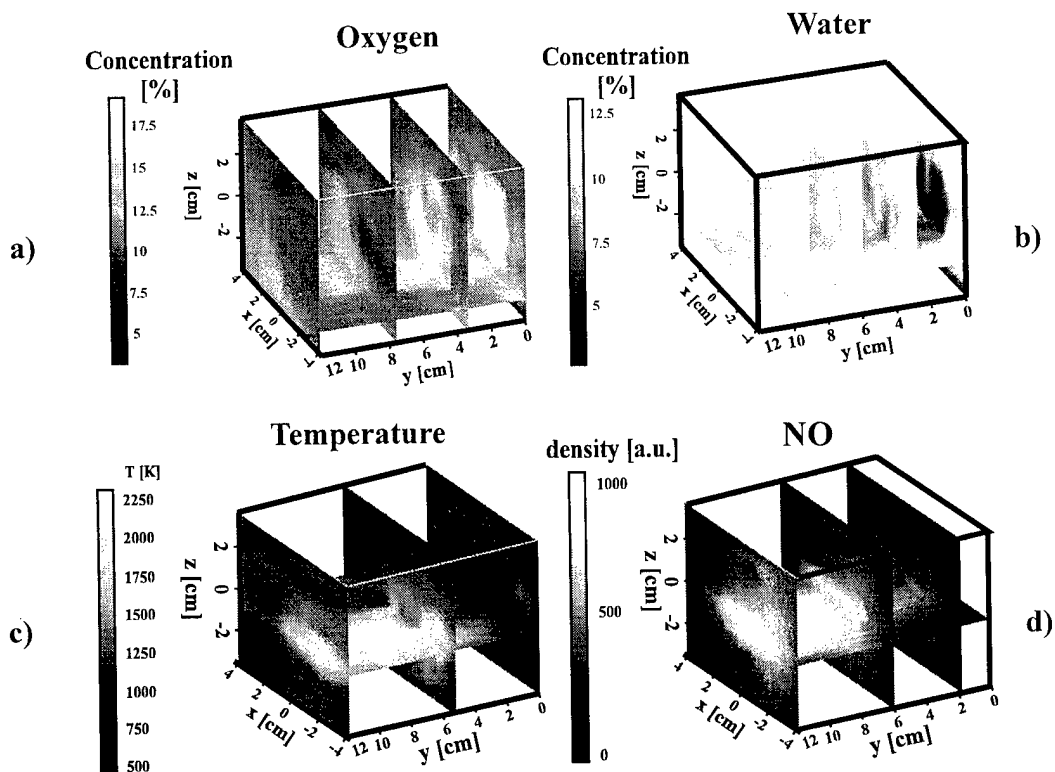 Oxygen
Concentration
[%]
17.5
15
12.5
10
7.5
5
z [cm]
2
0
-2
4
2
0
-2
-4
x [cm]
12 10 8 6 4 2 0
y [cm]
a)
Water
Concentration
[%]
12.5
10
7.5
5
z [cm]
2
0
-2
4
2
0
-2
-4
x [cm]
12 10 8 6 4 2 0
y [cm]
b)
Temperature
T [K]
2250
2000
1750
1500
1250
1000
750
500
z [cm]
2
0
-2
4
2
0
-2
-4
x [cm]
12 10 8 6 4 2 0
y [cm]
c)
NO
density [a.u.]
1000
500
0
z [cm]
2
0
-2
4
2
0
-2
-4
x [cm]
12 10 8 6 4 2 0
y [cm]
d)